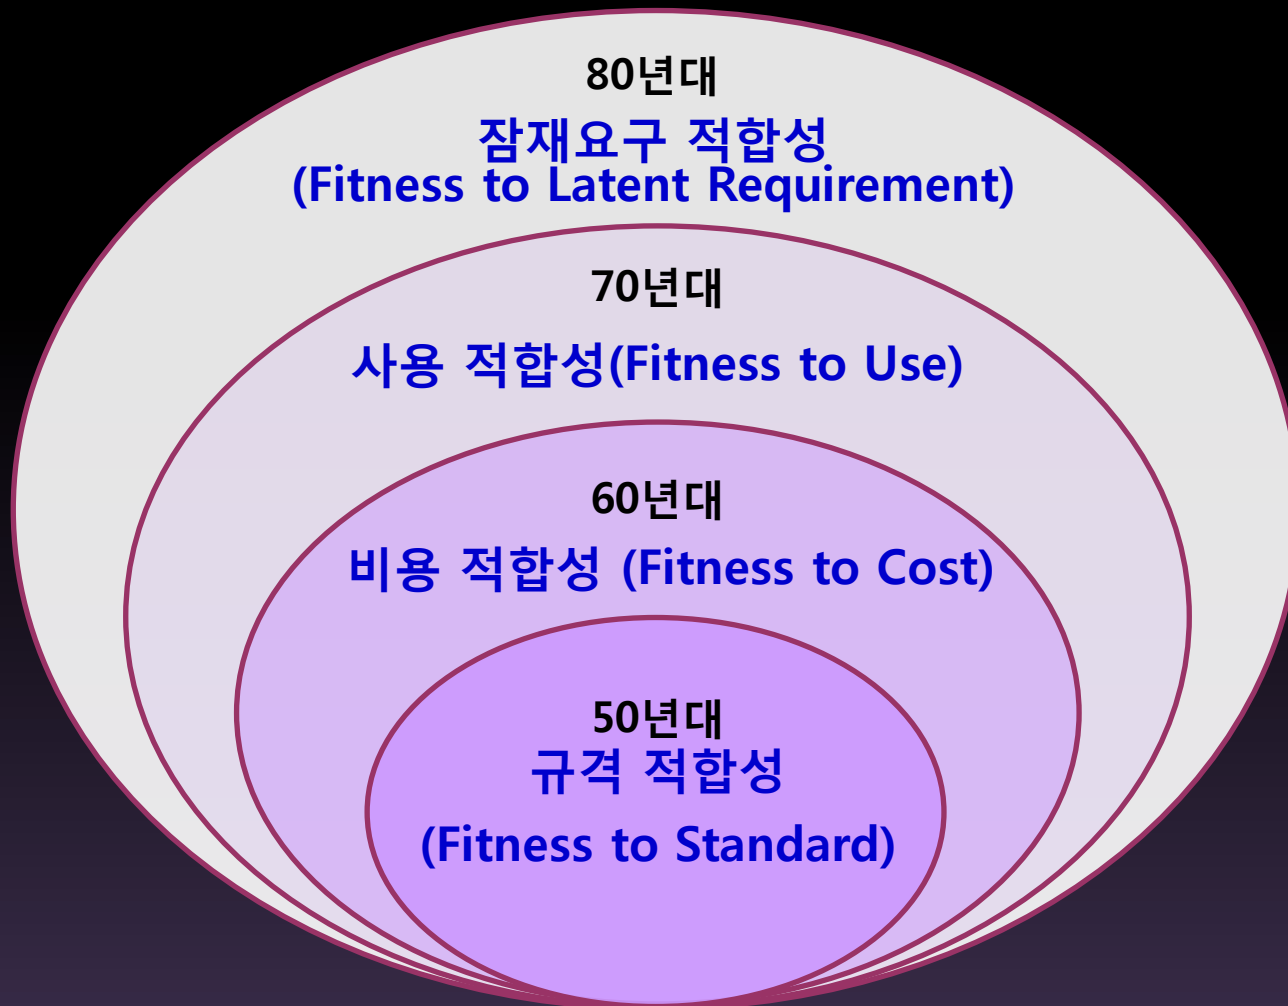 80년대
잠재요구 적합성
(Fitness to Latent Requirement)
70년대
사용 적합성(Fitness to Use)
60년대
비용 적합성 (Fitness to Cost)
50년대
규격 적합성
(Fitness to Standard)